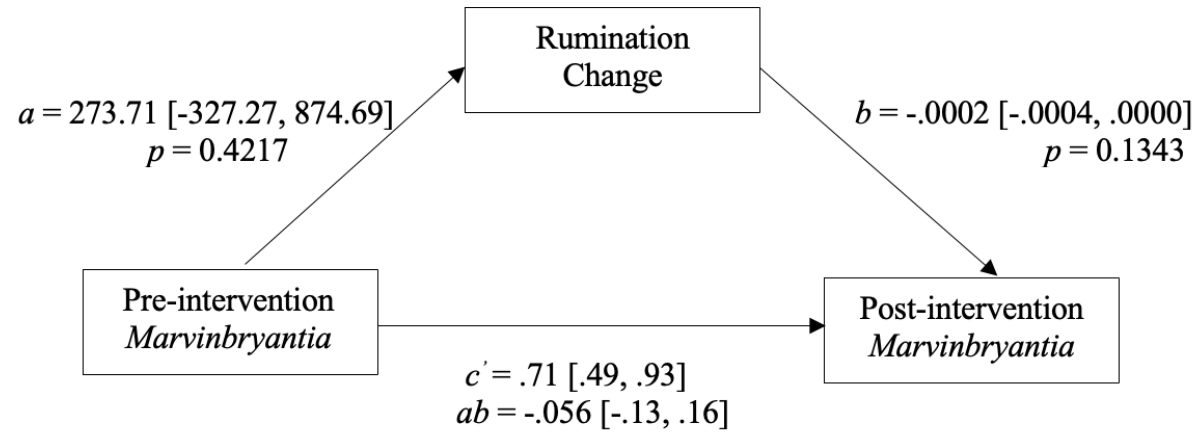 Rumination
Change
a = 273.71 [-327.27, 874.69]
p = 0.4217
b = -.0002 [-.0004, .0000]
p = 0.1343
Pre-intervention
Marvinbryantia
Post-intervention
Marvinbryantia
c' = .71 [.49, .93]
ab = -.056 [-.13, .16]